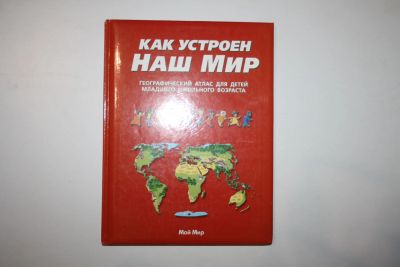 КАК УСТРОЕН
НАШ МИР
ГЕОГРАФИЧЕСКИЙ АТЛАС ДЛЯ ДЕТЕЙ
МЛАДШЕГО ШКОЛЬНОГО ВОЗРАСТА
Мой Мир